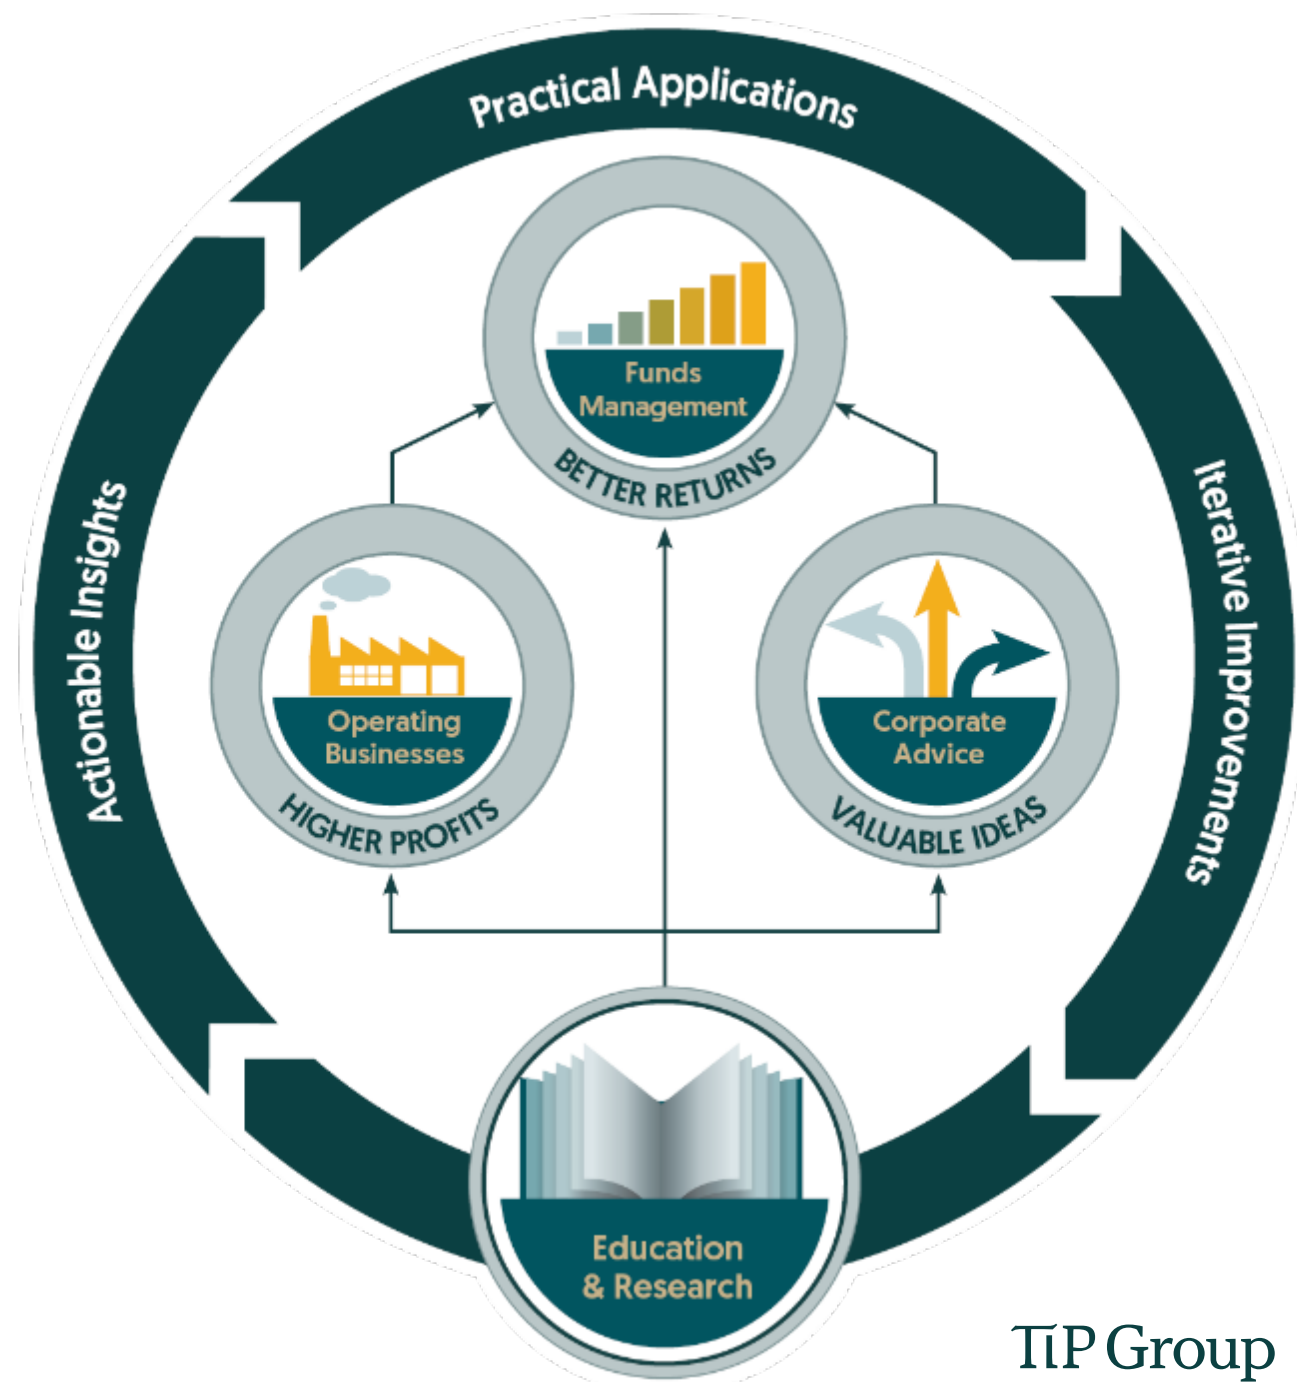 Practical Applications
Funds
Management
BETTER RETURNS
Actionable Insights
Iterative Improvements
Operating
Businesses
HIGHER PROFITS
Corporate
Advice
VALUABLE IDEAS
Education
& Research
TiP Group